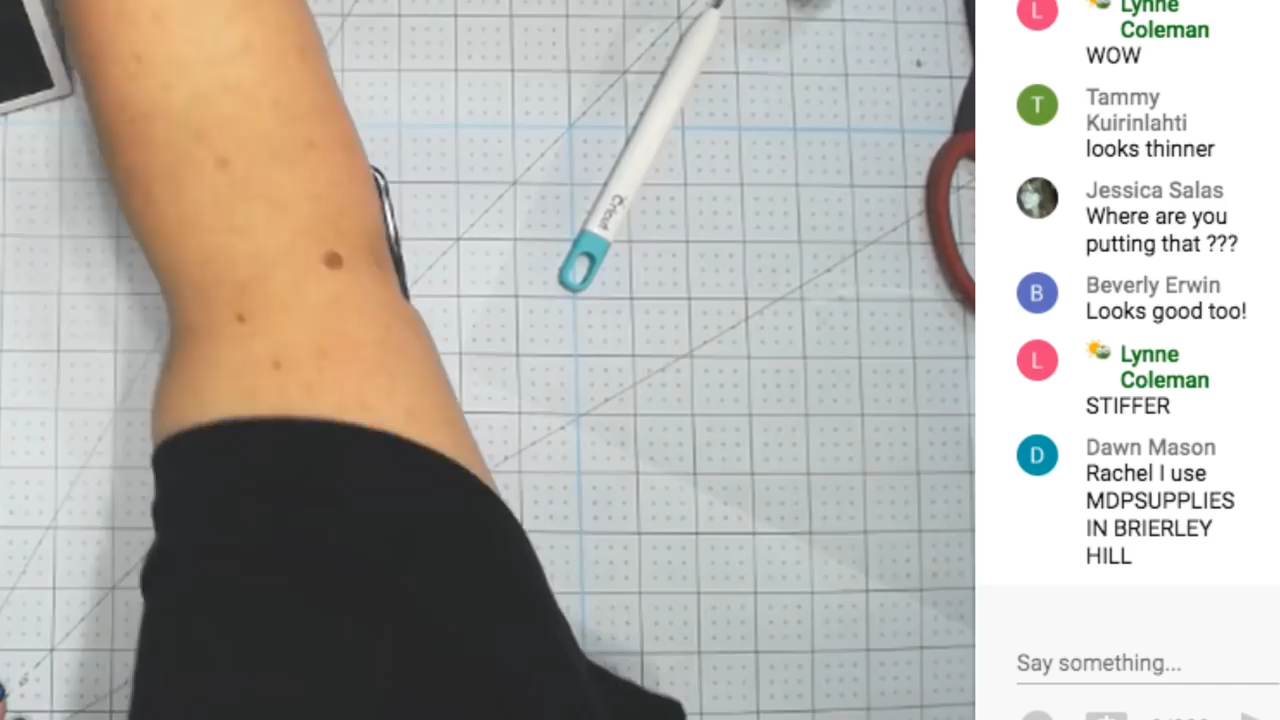 Lynne
Coleman
WOW
T
Tammy
Kuirinlahti
looks thinner
Jessica Salas
Where are you
putting that ???
B
Beverly Erwin
Looks good too!
L
Lynne
Coleman
STIFFER
D
Dawn Mason
Rachel I use
MDPSUPPLIES
IN BRIERLEY
HILL
Say something...
L
Cricut